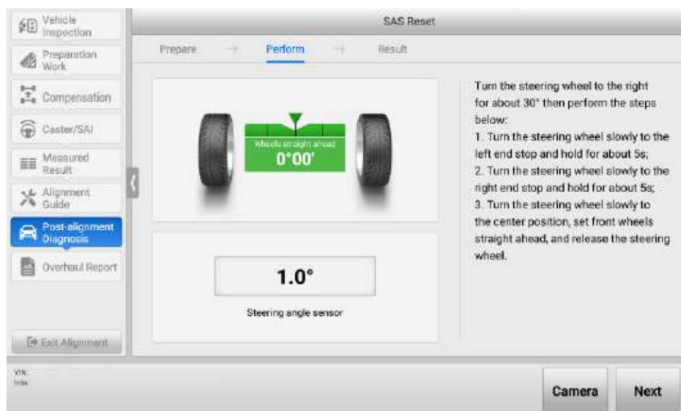 SAS Reset
Vehicle
Inspection
Preparation
Work
Compensation
Caster/SAI
Measured
Result
Alignment
Guide
Post-alignment
Diagnosis
Overhaul Report
Exit Alignment
Prepare → Perform → Result
Wheels straight ahead
0°00'
1.0°
Steering angle sensor
Turn the steering wheel to the right
for about 30° then perform the steps
below:
1. Turn the steering wheel slowly to the
left end stop and hold for about 5s;
2. Turn the steering wheel slowly to the
right end stop and hold for about 5s;
3. Turn the steering wheel slowly to
the center position, set front wheels
straight ahead, and release the steering
wheel.
VIN:
Info:
Camera
Next